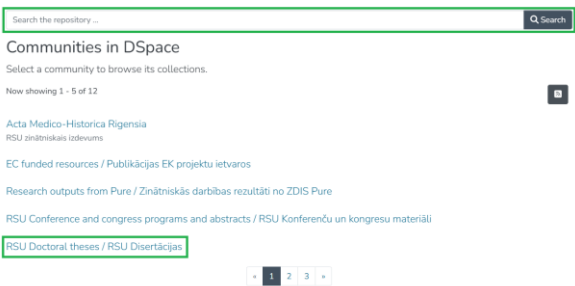 Search the repository ...
Search
Communities in DSpace
Select a community to browse its collections.
Now showing 1 - 5 of 12
Acta Medico-Historica Rigensia
RSU zinātniskais izdevums
EC funded resources / Publikācijas EK projektu ietvaros
Research outputs from Pure / Zinātniskās darbības rezultāti no ZDIS Pure
RSU Conference and congress programs and abstracts / RSU Konferenču un kongresu materiāli
RSU Doctoral theses / RSU Disertācijas
« 1 2 3 »